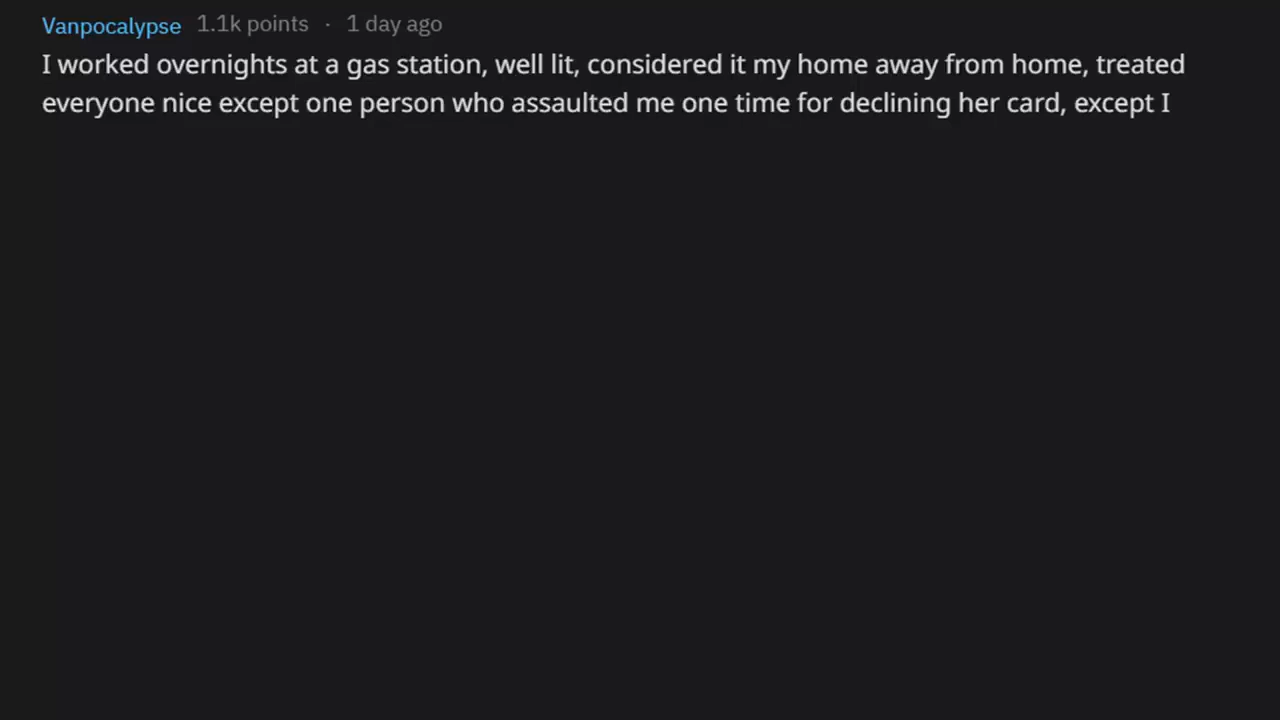 Vanpocalypse 1.1k points · 1 day ago
I worked overnights at a gas station, well lit, considered it my home away from home, treated
everyone nice except one person who assaulted me one time for declining her card, except I